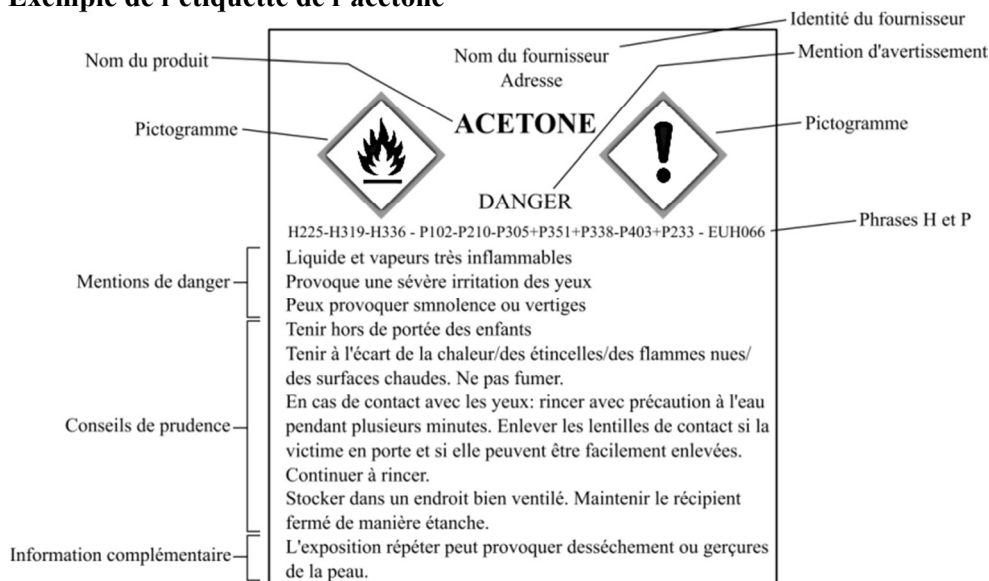 Exemple de l'étiquette de l'acétone
Identité du fournisseur
Nom du fournisseur
Mention d'avertissement
Nom du produit
Adresse
Pictogramme
ACETONE
Pictogramme
DANGER
Phrases H et P
H225-H319-H336 - P102-P210-P305+P351+P338-P403+P233 - EUH066
Mentions de danger
Liquide et vapeurs très inflammables
Provoque une sévère irritation des yeux
Peux provoquer smnolence ou vertiges
Conseils de prudence
Tenir hors de portée des enfants
Tenir à l'écart de la chaleur/des étincelles/des flammes nues/
des surfaces chaudes. Ne pas fumer.
En cas de contact avec les yeux: rincer avec précaution à l'eau
pendant plusieurs minutes. Enlever les lentilles de contact si la
victime en porte et si elle peuvent être facilement enlevées.
Continuer à rincer.
Stocker dans un endroit bien ventilé. Maintenir le récipient
fermé de manière étanche.
Information complémentaire
L'exposition répéter peut provoquer desséchement ou gerçures
de la peau.